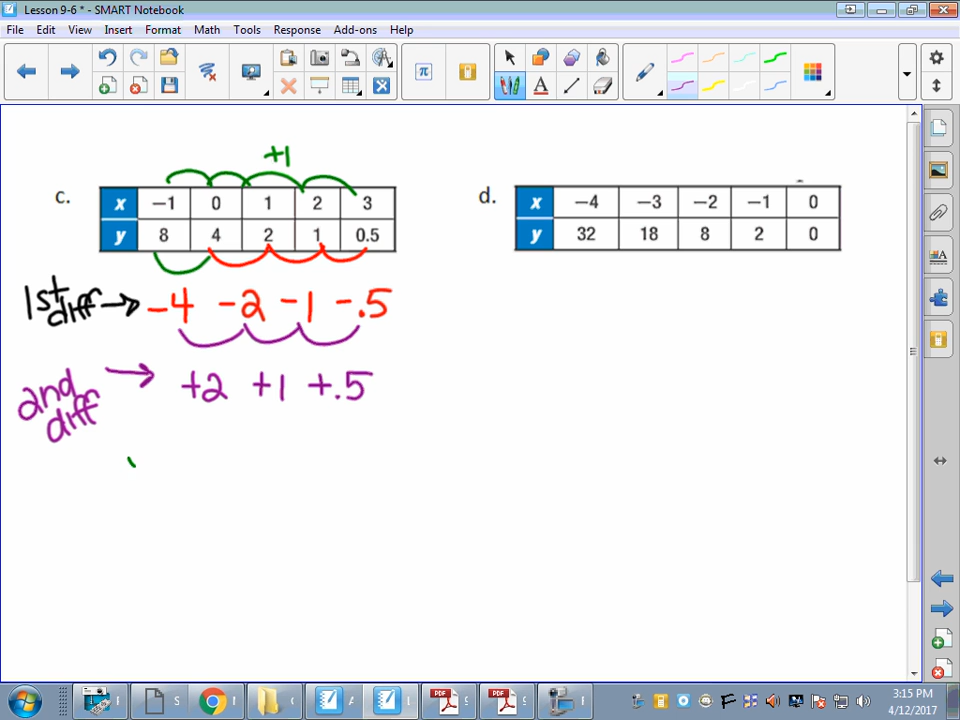 Lesson 9-6 * - SMART Notebook
File Edit View Insert Format Math Tools Response Add-ons Help
π
A
+1
c.
x −1 0 1 2 3
y 8 4 2 1 0.5
d.
x −4 −3 −2 −1 0
y 32 18 8 2 0
1st diff → -4 -2 -1 -.5
2nd diff → +2 +1 +.5
3:15 PM
4/12/2017